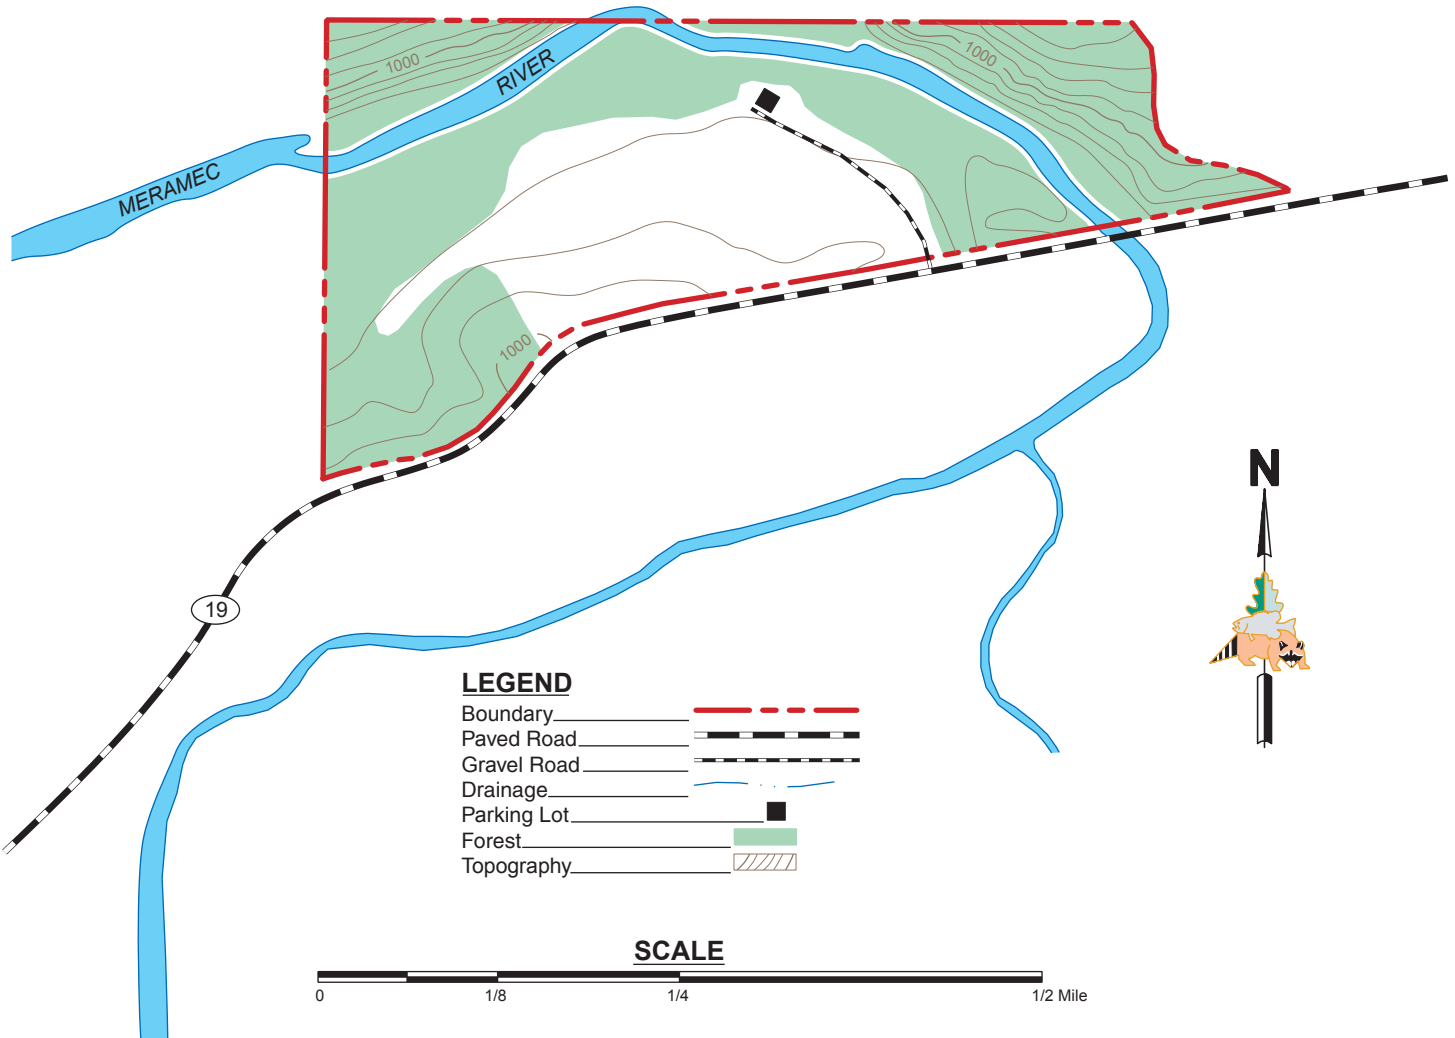 1000
1000
RIVER
MERAMEC
1000
N
19
LEGEND
Boundary
Paved Road
Gravel Road
Drainage
Parking Lot
Forest
Topography
SCALE
0 1/8 1/4 1/2 Mile